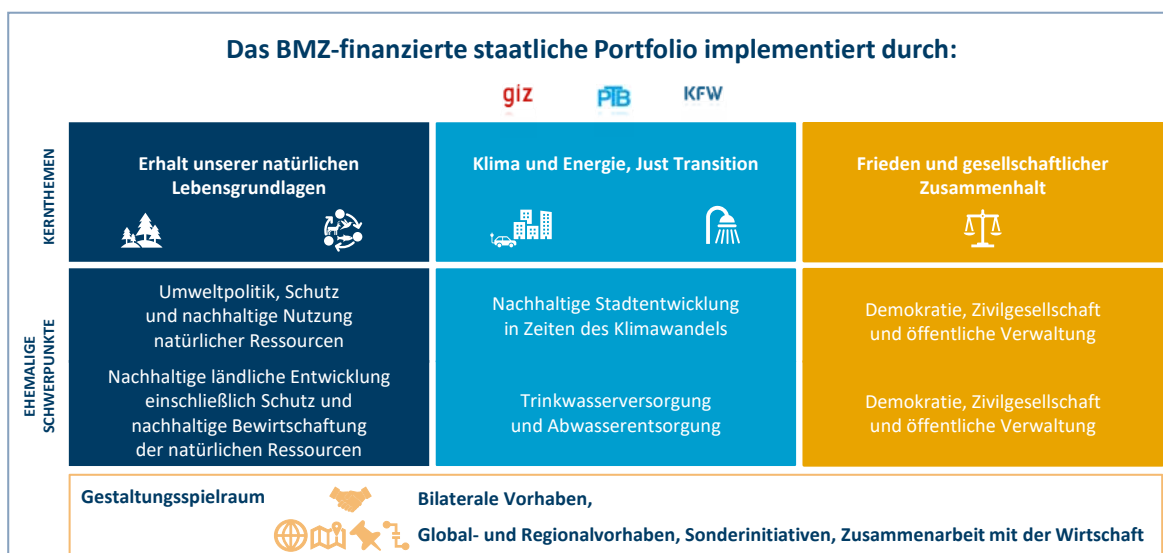 Das BMZ-finanzierte staatliche Portfolio implementiert durch:
giz
PTB
KFW
KERNTHEMEN
Erhalt unserer natürlichen
Lebensgrundlagen
Klima und Energie, Just Transition
Frieden und gesellschaftlicher
Zusammenhalt
EHEMALIGE
SCHWERPUNKTE
Umweltpolitik, Schutz
und nachhaltige Nutzung
natürlicher Ressourcen
Nachhaltige Stadtentwicklung
in Zeiten des Klimawandels
Demokratie, Zivilgesellschaft
und öffentliche Verwaltung
Nachhaltige ländliche Entwicklung
einschließlich Schutz und
nachhaltige Bewirtschaftung
der natürlichen Ressourcen
Trinkwasserversorgung
und Abwasserentsorgung
Demokratie, Zivilgesellschaft
und öffentliche Verwaltung
Gestaltungsspielraum
Bilaterale Vorhaben,
Global- und Regionalvorhaben, Sonderinitiativen, Zusammenarbeit mit der Wirtschaft